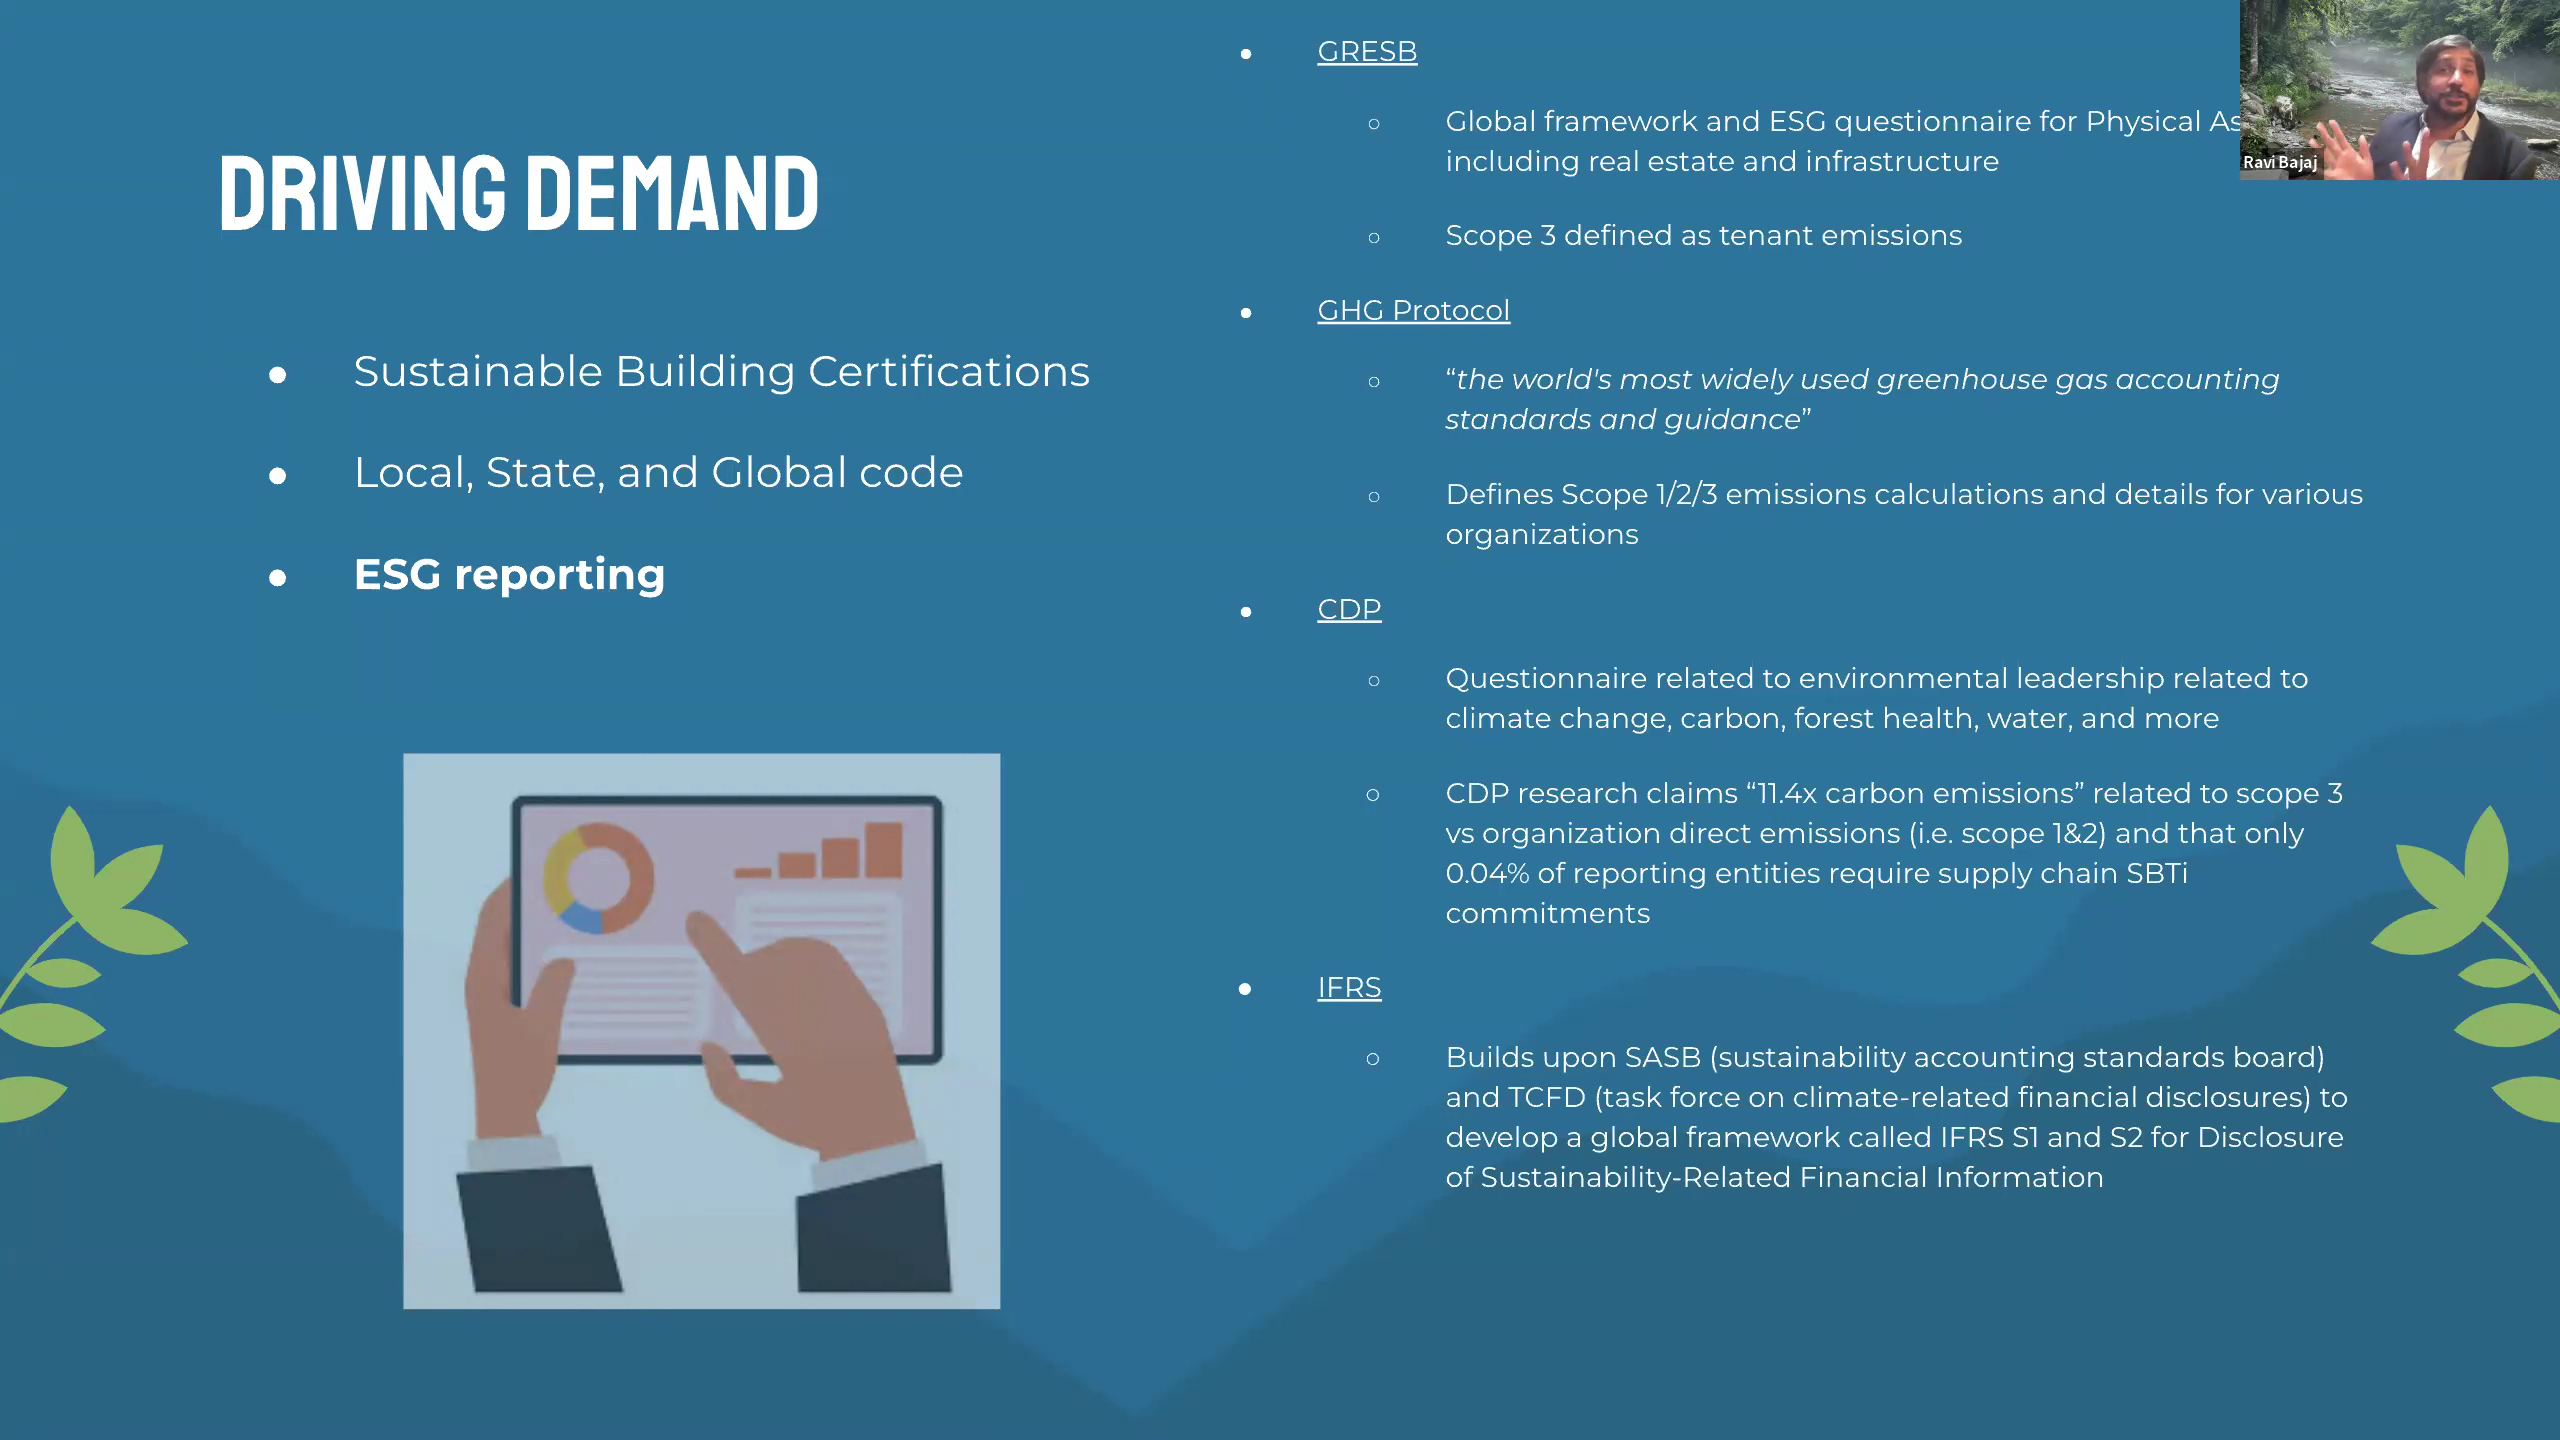 DRIVING DEMAND
Sustainable Building Certifications
Local, State, and Global code
ESG reporting
GRESB
Global framework and ESG questionnaire for Physical
including real estate and infrastructure
Scope 3 defined as tenant emissions
GHG Protocol
“the world's most widely used greenhouse gas accounting
standards and guidance”
Defines Scope 1/2/3 emissions calculations and details for various
organizations
CDP
Questionnaire related to environmental leadership related to
climate change, carbon, forest health, water, and more
CDP research claims “11.4x carbon emissions” related to scope 3
vs organization direct emissions (i.e. scope 1&2) and that only
0.04% of reporting entities require supply chain SBTi
commitments
IFRS
Builds upon SASB (sustainability accounting standards board)
and TCFD (task force on climate-related financial disclosures) to
develop a global framework called IFRS S1 and S2 for Disclosure
of Sustainability-Related Financial Information
Ravi Bajaj